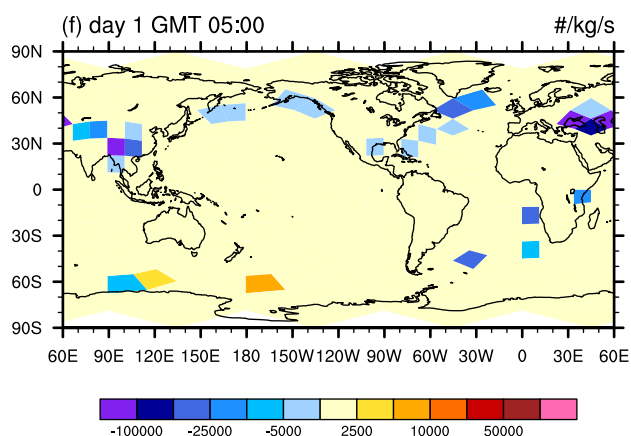 (f) day 1 GMT 05:00 #/kg/s
90N
60N
30N
0
30S
60S
90S
60E 90E 120E 150E 180 150W 120W 90W 60W 30W 0 30E 60E
-100000 -25000 -5000 2500 10000 50000